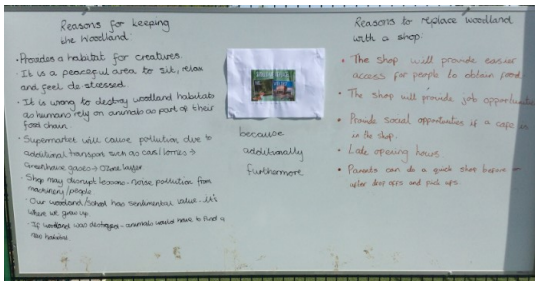 Reasons for keeping
the Woodland:
• Provides a habitat for creatures.
• It is a peaceful area to sit, relax
and feel de-stressed.
• It is wrong to destroy woodland habitats
as humans rely on animals as part of their
food chain.
• Supermarket will cause pollution due to
additional transport such as cars/lorries →
greenhouse gases → Ozone layer
• Shop may disrupt lessons - noise pollution from
machinery/people
• Our woodland/school has sentimental value - it's
where we grew up.
• If woodland was destroyed - animals would have to find a
new habitat
because
additionally
furthermore
Reasons to replace woodland
with a shop:
• The shop will provide easier
access for people to obtain food.
• The shop will provide job opportunities
• Provide social opportunities if a cafe is
in the shop.
• Late opening hours
• Parents can do a quick shop before
after drop offs and pick ups.